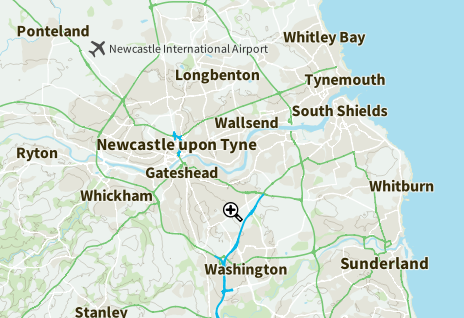 Ponteland
Newcastle International Airport
Whitley Bay
Longbenton
Tynemouth
South Shields
Wallsend
Newcastle upon Tyne
Ryton
Gateshead
Whickham
Whitburn
Washington
Sunderland
Stanley